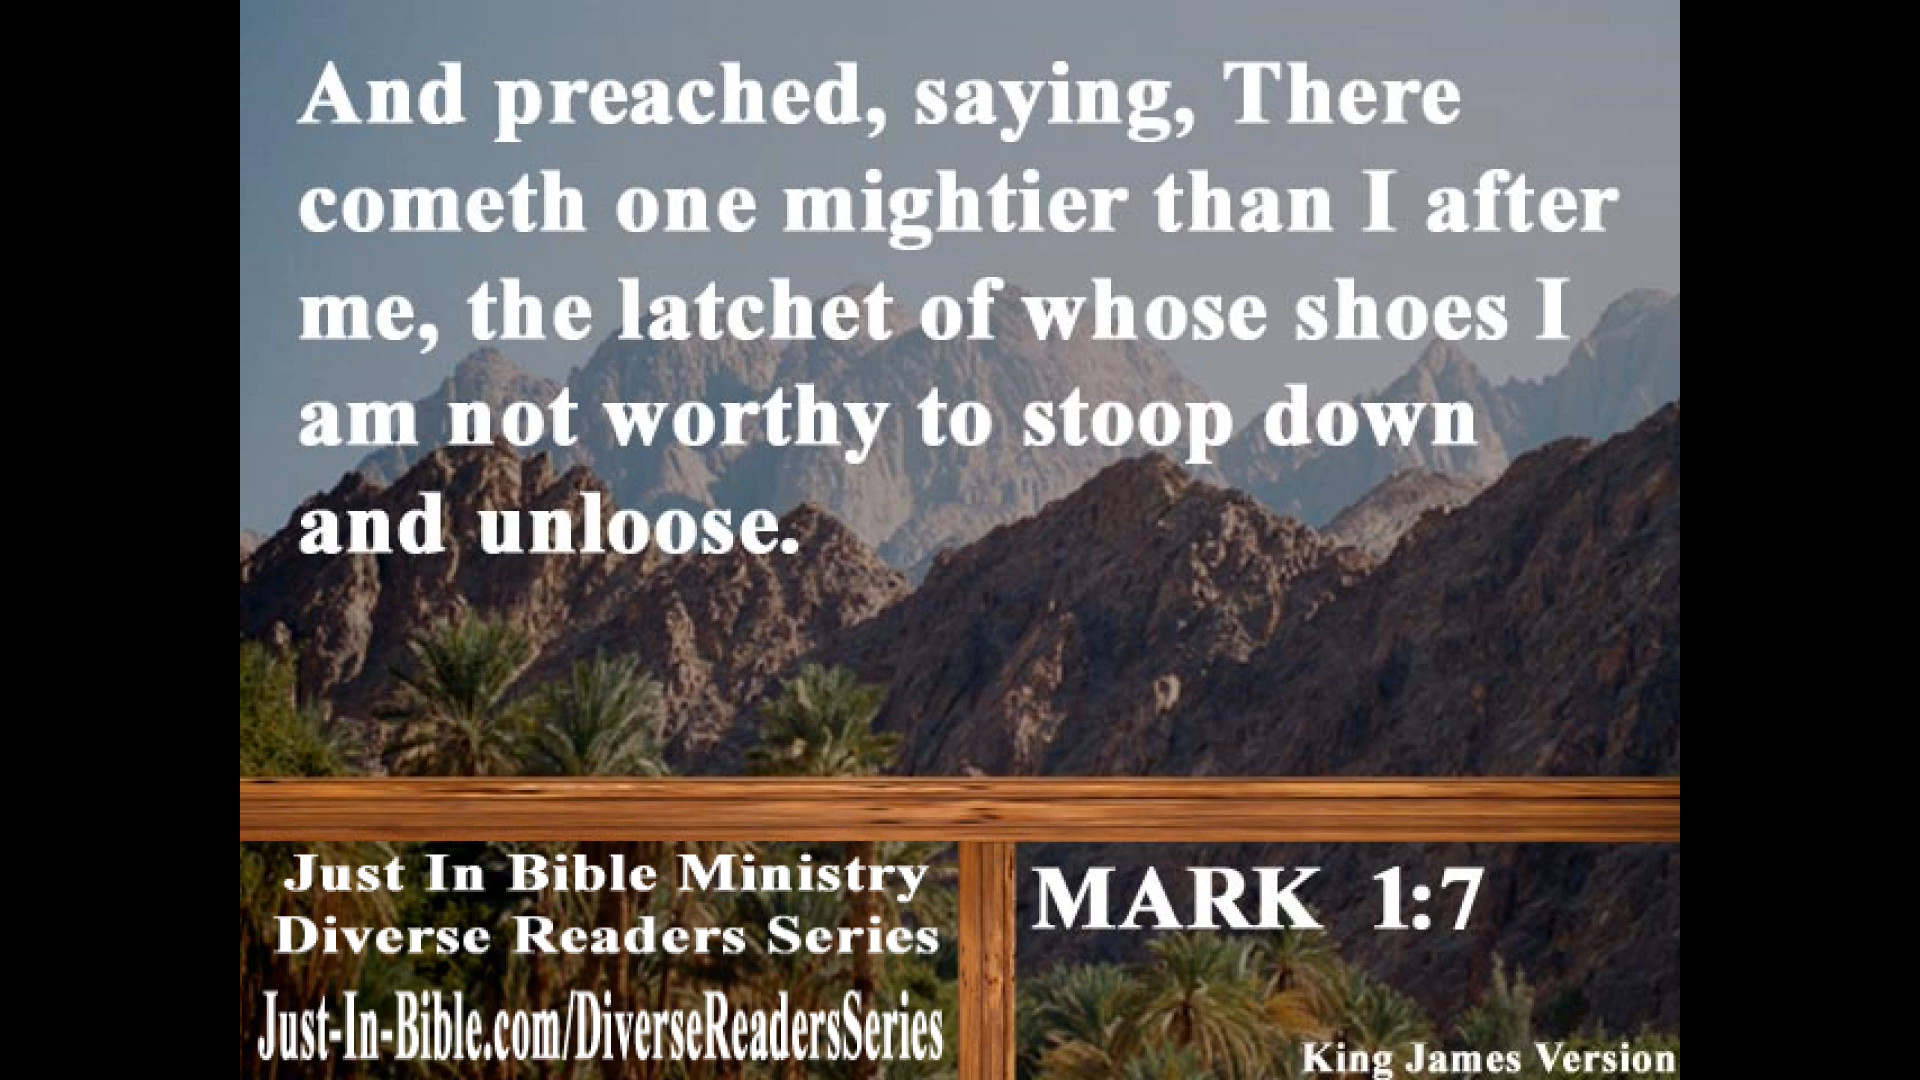 And preached, saying, There
cometh one mightier than I after
me, the latchet of whose shoes I
am not worthy to stoop down
and unloose.
Just In Bible Ministry
Diverse Readers Series
Just-In-Bible.com/DiverseReadersSeries
MARK 1:7
King James Version